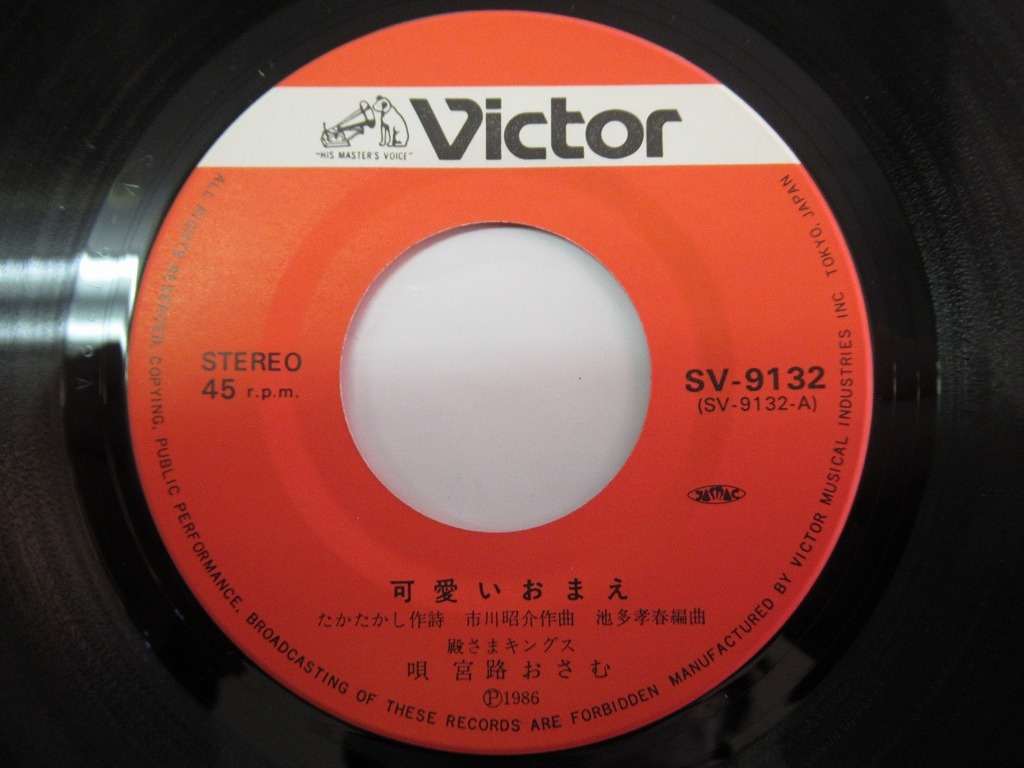 Victor
"HIS MASTER'S VOICE"
STEREO
45 r.p.m.
SV-9132
(SV-9132-A)
JASRAC
可愛いおまえ
たかたかし作詩 市川昭介作曲 池多孝春編曲
殿さまキングス
唄 宮路おさむ
Ⓟ1986
ALL RIGHTS RESERVED, COPYING, PUBLIC PERFORMANCE, BROADCASTING OF THESE RECORDS ARE FORBIDDEN MANUFACTURED BY VICTOR MUSICAL INDUSTRIES INC TOKYO, JAPAN